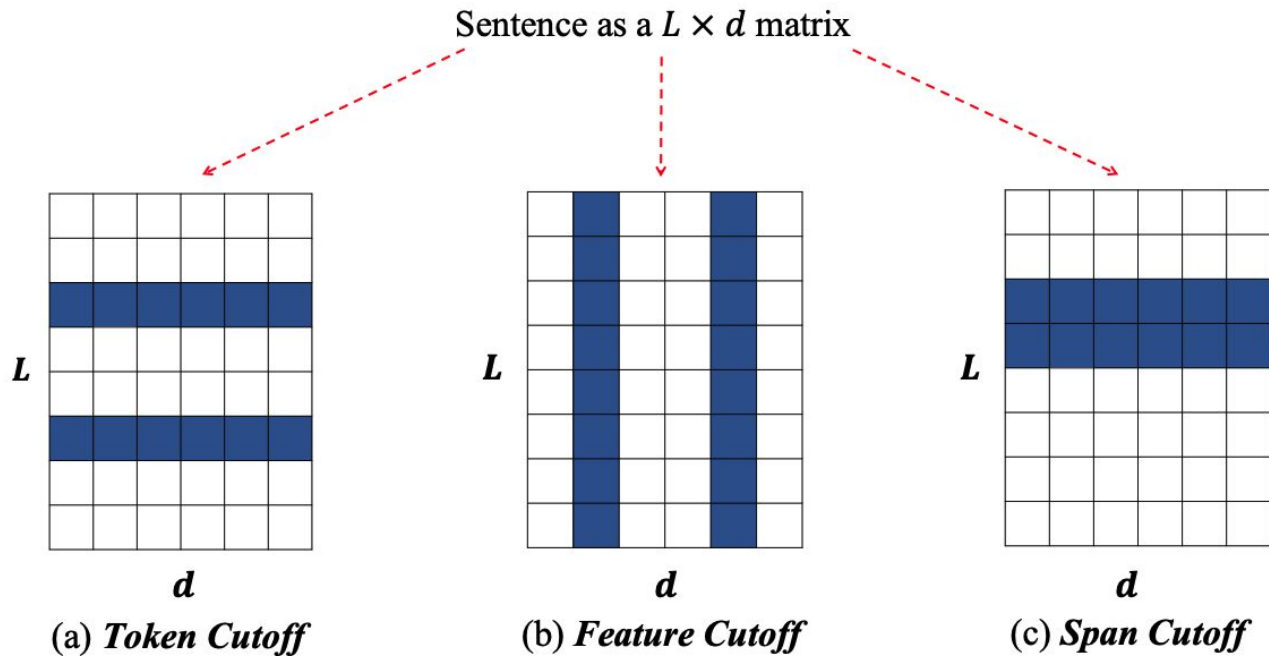 Sentence as a L × d matrix
L
L
L
d
d
d
(a) Token Cutoff
(b) Feature Cutoff
(c) Span Cutoff